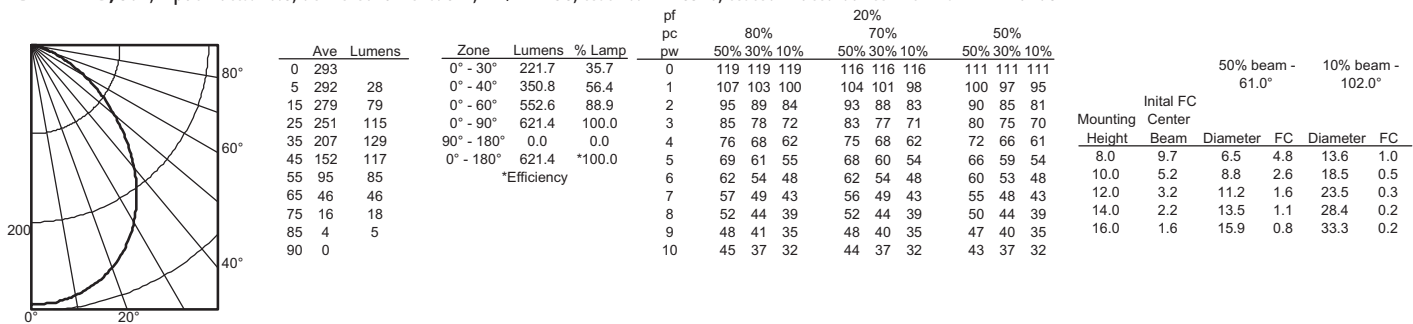 80°
60°
40°
200
0° 20°
Ave Lumens
0 293
5 292 28
15 279 79
25 251 115
35 207 129
45 152 117
55 95 85
65 46 46
75 16 18
85 4 5
90 0
Zone Lumens % Lamp
0° - 30° 221.7 35.7
0° - 40° 350.8 56.4
0° - 60° 552.6 88.9
0° - 90° 621.4 100.0
90° - 180° 0.0 0.0
0° - 180° 621.4 *100.0
*Efficiency
pf 20%
pc 80% 70% 50%
pw 50% 30% 10% 50% 30% 10% 50% 30% 10%
0 119 119 119 116 116 116 111 111 111
1 107 103 100 104 101 98 100 97 95
2 95 89 84 93 88 83 90 85 81
3 85 78 72 83 77 71 80 75 70
4 76 68 62 75 68 62 72 66 61
5 69 61 55 68 60 54 66 59 54
6 62 54 48 62 54 48 60 53 48
7 57 49 43 56 49 43 55 48 43
8 52 44 39 52 44 39 50 44 39
9 48 41 35 48 40 35 47 40 35
10 45 37 32 44 37 32 43 37 32
50% beam - 10% beam -
61.0° 102.0°
Inital FC
Mounting Center
Height Beam Diameter FC Diameter FC
8.0 9.7 6.5 4.8 13.6 1.0
10.0 5.2 8.8 2.6 18.5 0.5
12.0 3.2 11.2 1.6 23.5 0.3
14.0 2.2 13.5 1.1 28.4 0.2
16.0 1.6 15.9 0.8 33.3 0.2